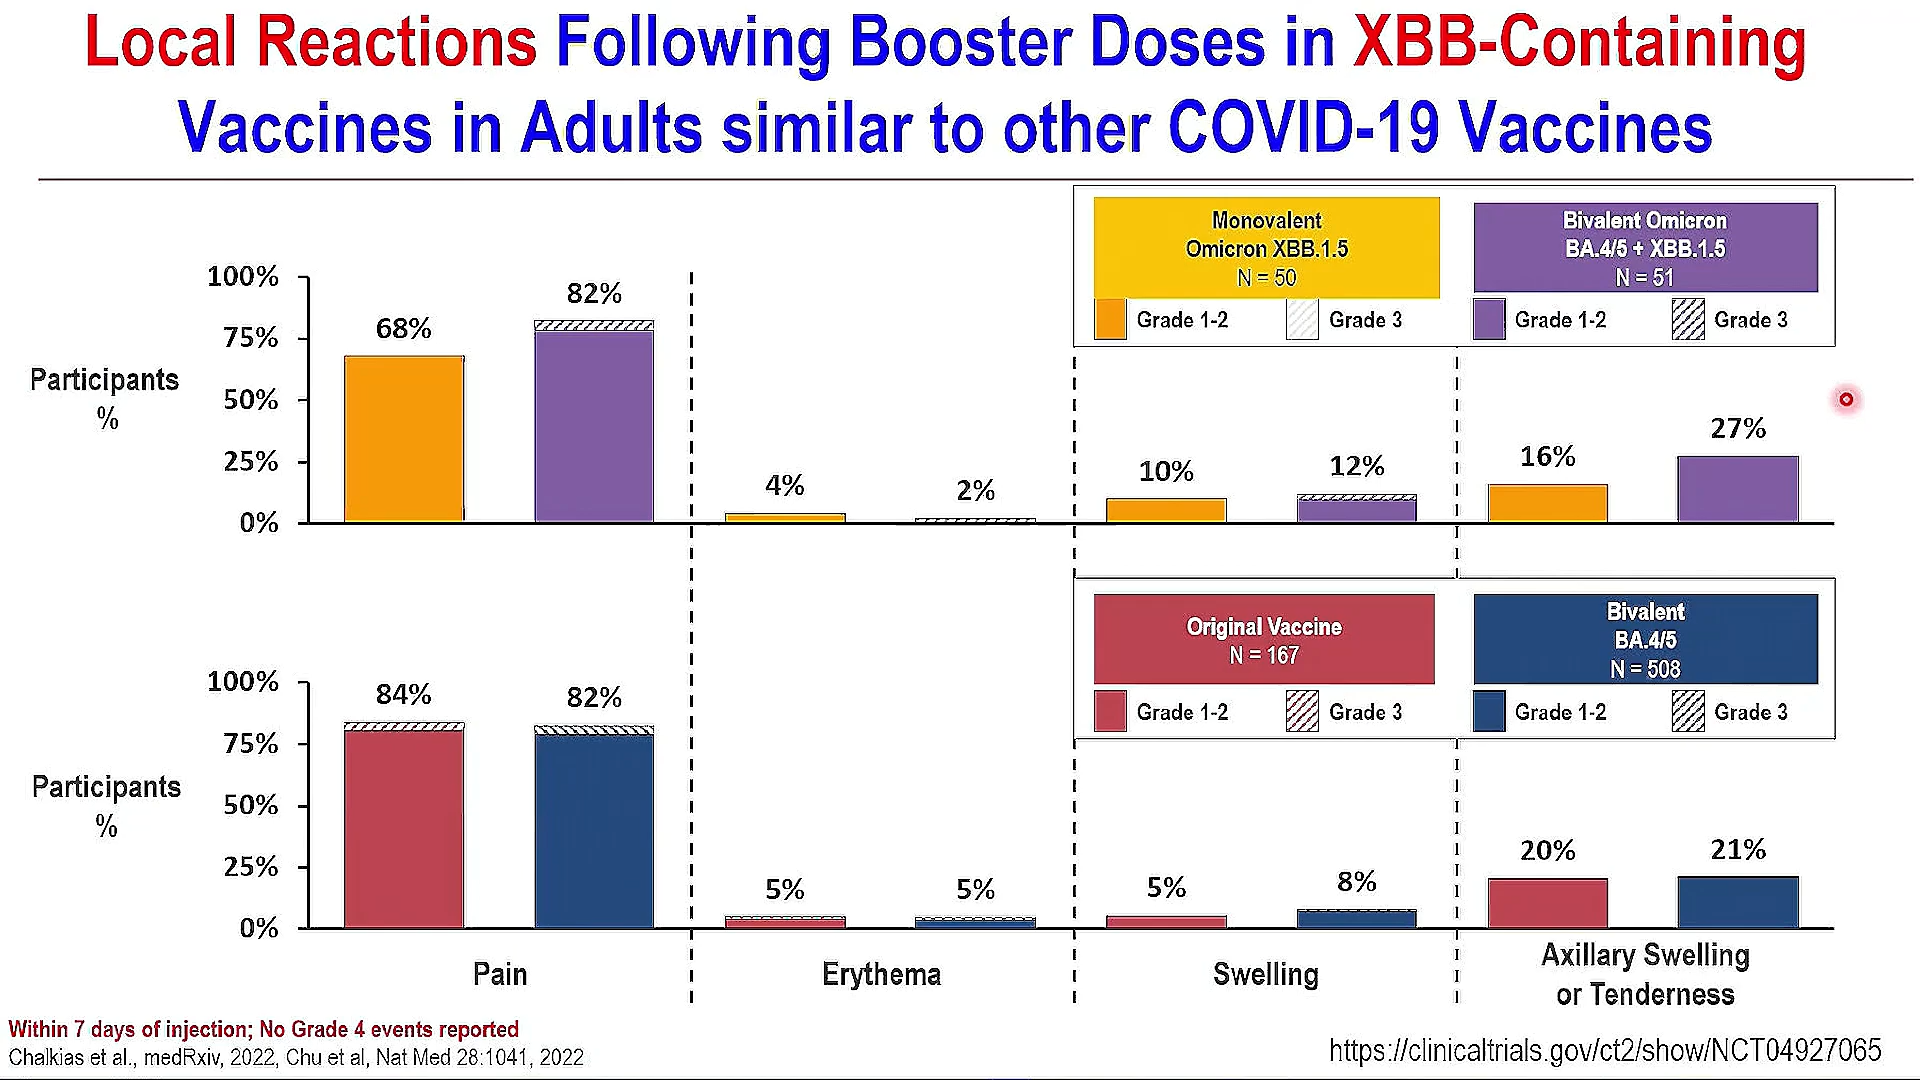 Local Reactions Following Booster Doses in XBB-Containing
Vaccines in Adults similar to other COVID-19 Vaccines
Monovalent
Omicron XBB.1.5
N = 50
Grade 1-2
Grade 3
Bivalent Omicron
BA.4/5 + XBB.1.5
N = 51
Grade 1-2
Grade 3
Participants
%
100%
75%
50%
25%
0%
68%
82%
4%
2%
10%
12%
16%
27%
Original Vaccine
N = 167
Grade 1-2
Grade 3
Bivalent
BA.4/5
N = 508
Grade 1-2
Grade 3
Participants
%
100%
75%
50%
25%
0%
84%
82%
5%
5%
5%
8%
20%
21%
Pain
Erythema
Swelling
Axillary Swelling
or Tenderness
Within 7 days of injection; No Grade 4 events reported
Chalkias et al., medRxiv, 2022, Chu et al, Nat Med 28:1041, 2022
https://clinicaltrials.gov/ct2/show/NCT04927065